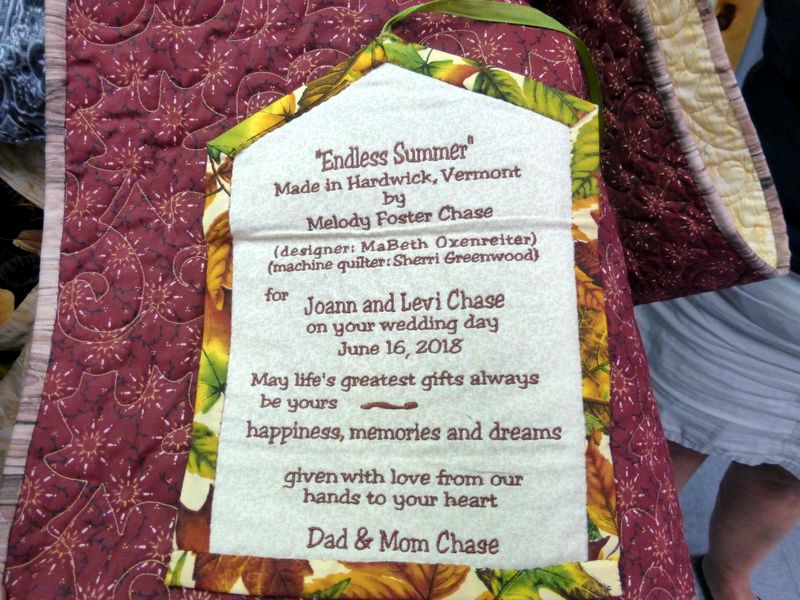 "Endless Summer"
Made in Hardwick, Vermont
by
Melody Foster Chase
(designer: MaBeth Oxenreiter)
(machine quilter: Sherri Greenwood)
for Joann and Levi Chase
on your wedding day
June 16, 2018
May life's greatest gifts always
be yours
happiness, memories and dreams
given with love from our
hands to your heart
Dad & Mom Chase